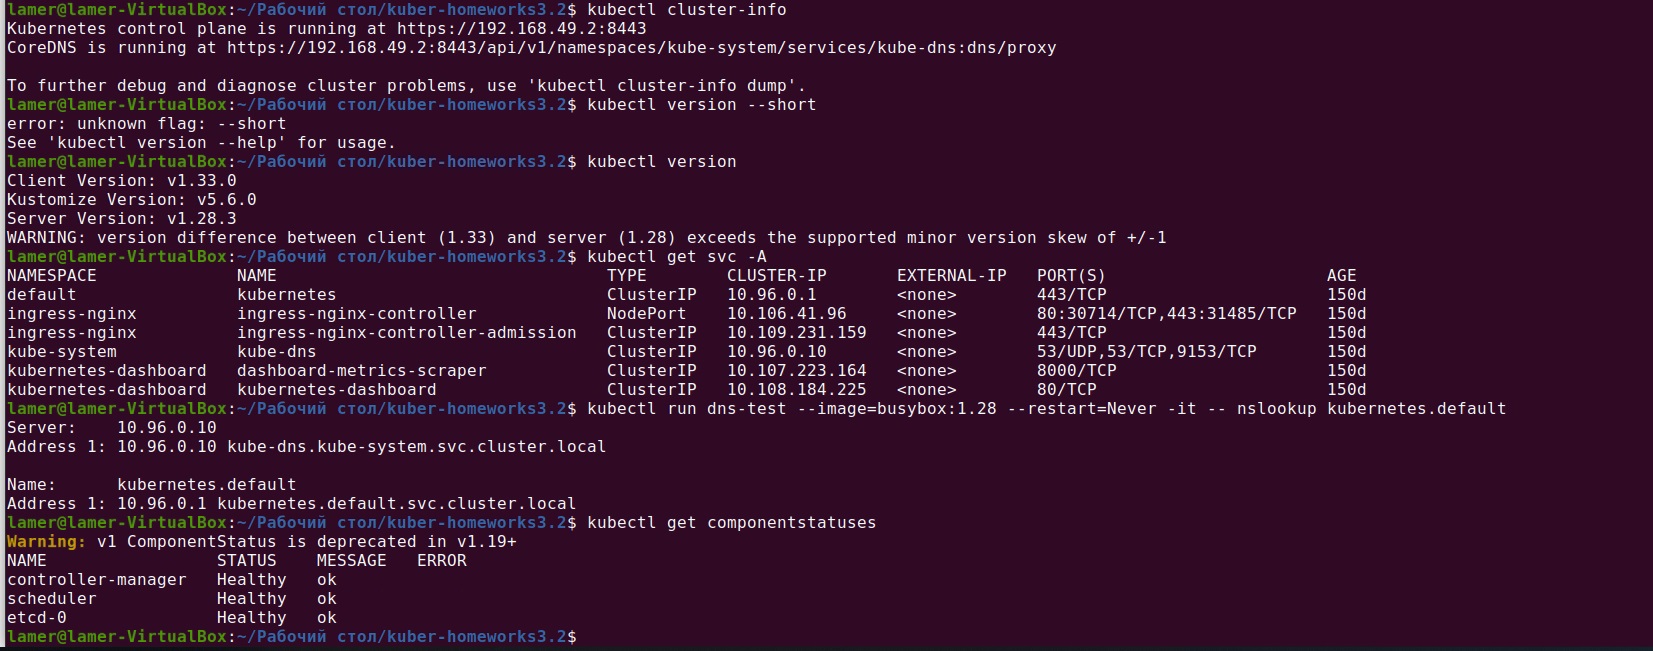 lamer@lamer-VirtualBox:~/Рабочий стол/kuber-homeworks3.2$ kubectl cluster-info
Kubernetes control plane is running at https://192.168.49.2:8443
CoreDNS is running at https://192.168.49.2:8443/api/v1/namespaces/kube-system/services/kube-dns:dns/proxy

To further debug and diagnose cluster problems, use 'kubectl cluster-info dump'.
lamer@lamer-VirtualBox:~/Рабочий стол/kuber-homeworks3.2$ kubectl version --short
error: unknown flag: --short
See 'kubectl version --help' for usage.
lamer@lamer-VirtualBox:~/Рабочий стол/kuber-homeworks3.2$ kubectl version
Client Version: v1.33.0
Kustomize Version: v5.6.0
Server Version: v1.28.3
WARNING: version difference between client (1.33) and server (1.28) exceeds the supported minor version skew of +/-1
lamer@lamer-VirtualBox:~/Рабочий стол/kuber-homeworks3.2$ kubectl get svc -A
NAMESPACE              NAME                                 TYPE        CLUSTER-IP       EXTERNAL-IP   PORT(S)                      AGE
default                kubernetes                           ClusterIP   10.96.0.1        <none>        443/TCP                      150d
ingress-nginx          ingress-nginx-controller             NodePort    10.106.41.96     <none>        80:30714/TCP,443:31485/TCP   150d
ingress-nginx          ingress-nginx-controller-admission   ClusterIP   10.109.231.159   <none>        443/TCP                      150d
kube-system            kube-dns                             ClusterIP   10.96.0.10       <none>        53/UDP,53/TCP,9153/TCP       150d
kubernetes-dashboard   dashboard-metrics-scraper            ClusterIP   10.107.223.164   <none>        8000/TCP                     150d
kubernetes-dashboard   kubernetes-dashboard                 ClusterIP   10.108.184.225   <none>        80/TCP                       150d
lamer@lamer-VirtualBox:~/Рабочий стол/kuber-homeworks3.2$ kubectl run dns-test --image=busybox:1.28 --restart=Never -it -- nslookup kubernetes.default
Server:    10.96.0.10
Address 1: 10.96.0.10 kube-dns.kube-system.svc.cluster.local

Name:      kubernetes.default
Address 1: 10.96.0.1 kubernetes.default.svc.cluster.local
lamer@lamer-VirtualBox:~/Рабочий стол/kuber-homeworks3.2$ kubectl get componentstatuses
Warning: v1 ComponentStatus is deprecated in v1.19+
NAME                 STATUS    MESSAGE   ERROR
controller-manager   Healthy   ok
scheduler            Healthy   ok
etcd-0               Healthy   ok
lamer@lamer-VirtualBox:~/Рабочий стол/kuber-homeworks3.2$